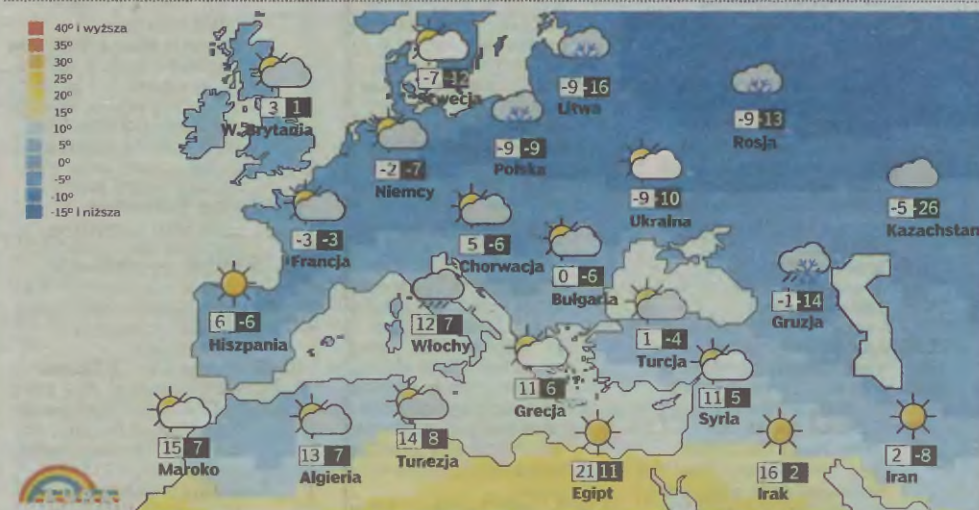 40° i wyższa
35°
30°
25°
20°
15°
10°
5°
0°
-5°
-10°
-15° i niższa
3 1
W. Brytania
-7 -12
Szwecja
-9 -16
Litwa
-9 -13
Rosja
-2 -7
Niemcy
-9 -9
Polska
-9 -10
Ukraina
-5 -26
Kazachstan
-3 -3
Francja
5 -6
Chorwacja
0 -6
Bułgaria
-1 -14
Gruzja
6 -6
Hiszpania
12 7
Włochy
1 -4
Turcja
11 6
Grecja
11 5
Syria
15 7
Maroko
13 7
Algieria
14 8
Tunezja
21 11
Egipt
16 2
Irak
2 -8
Iran